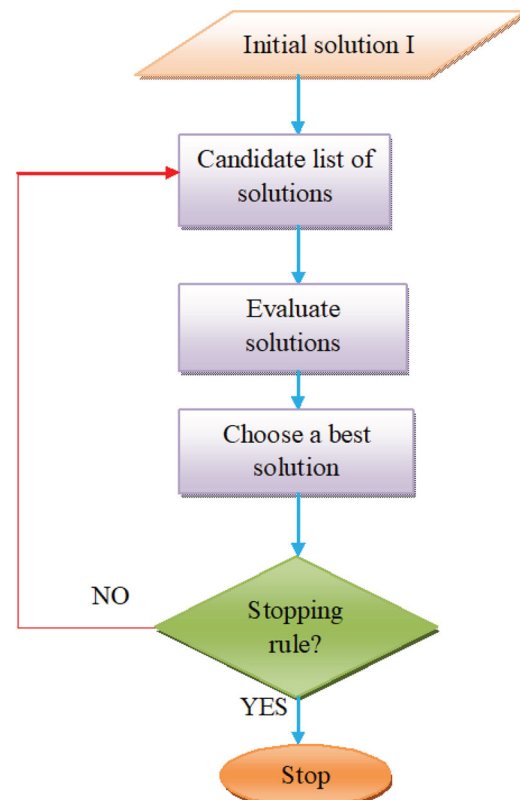 Initial solution I
Candidate list of
solutions
Evaluate
solutions
Choose a best
solution
NO
Stopping
rule?
YES
Stop